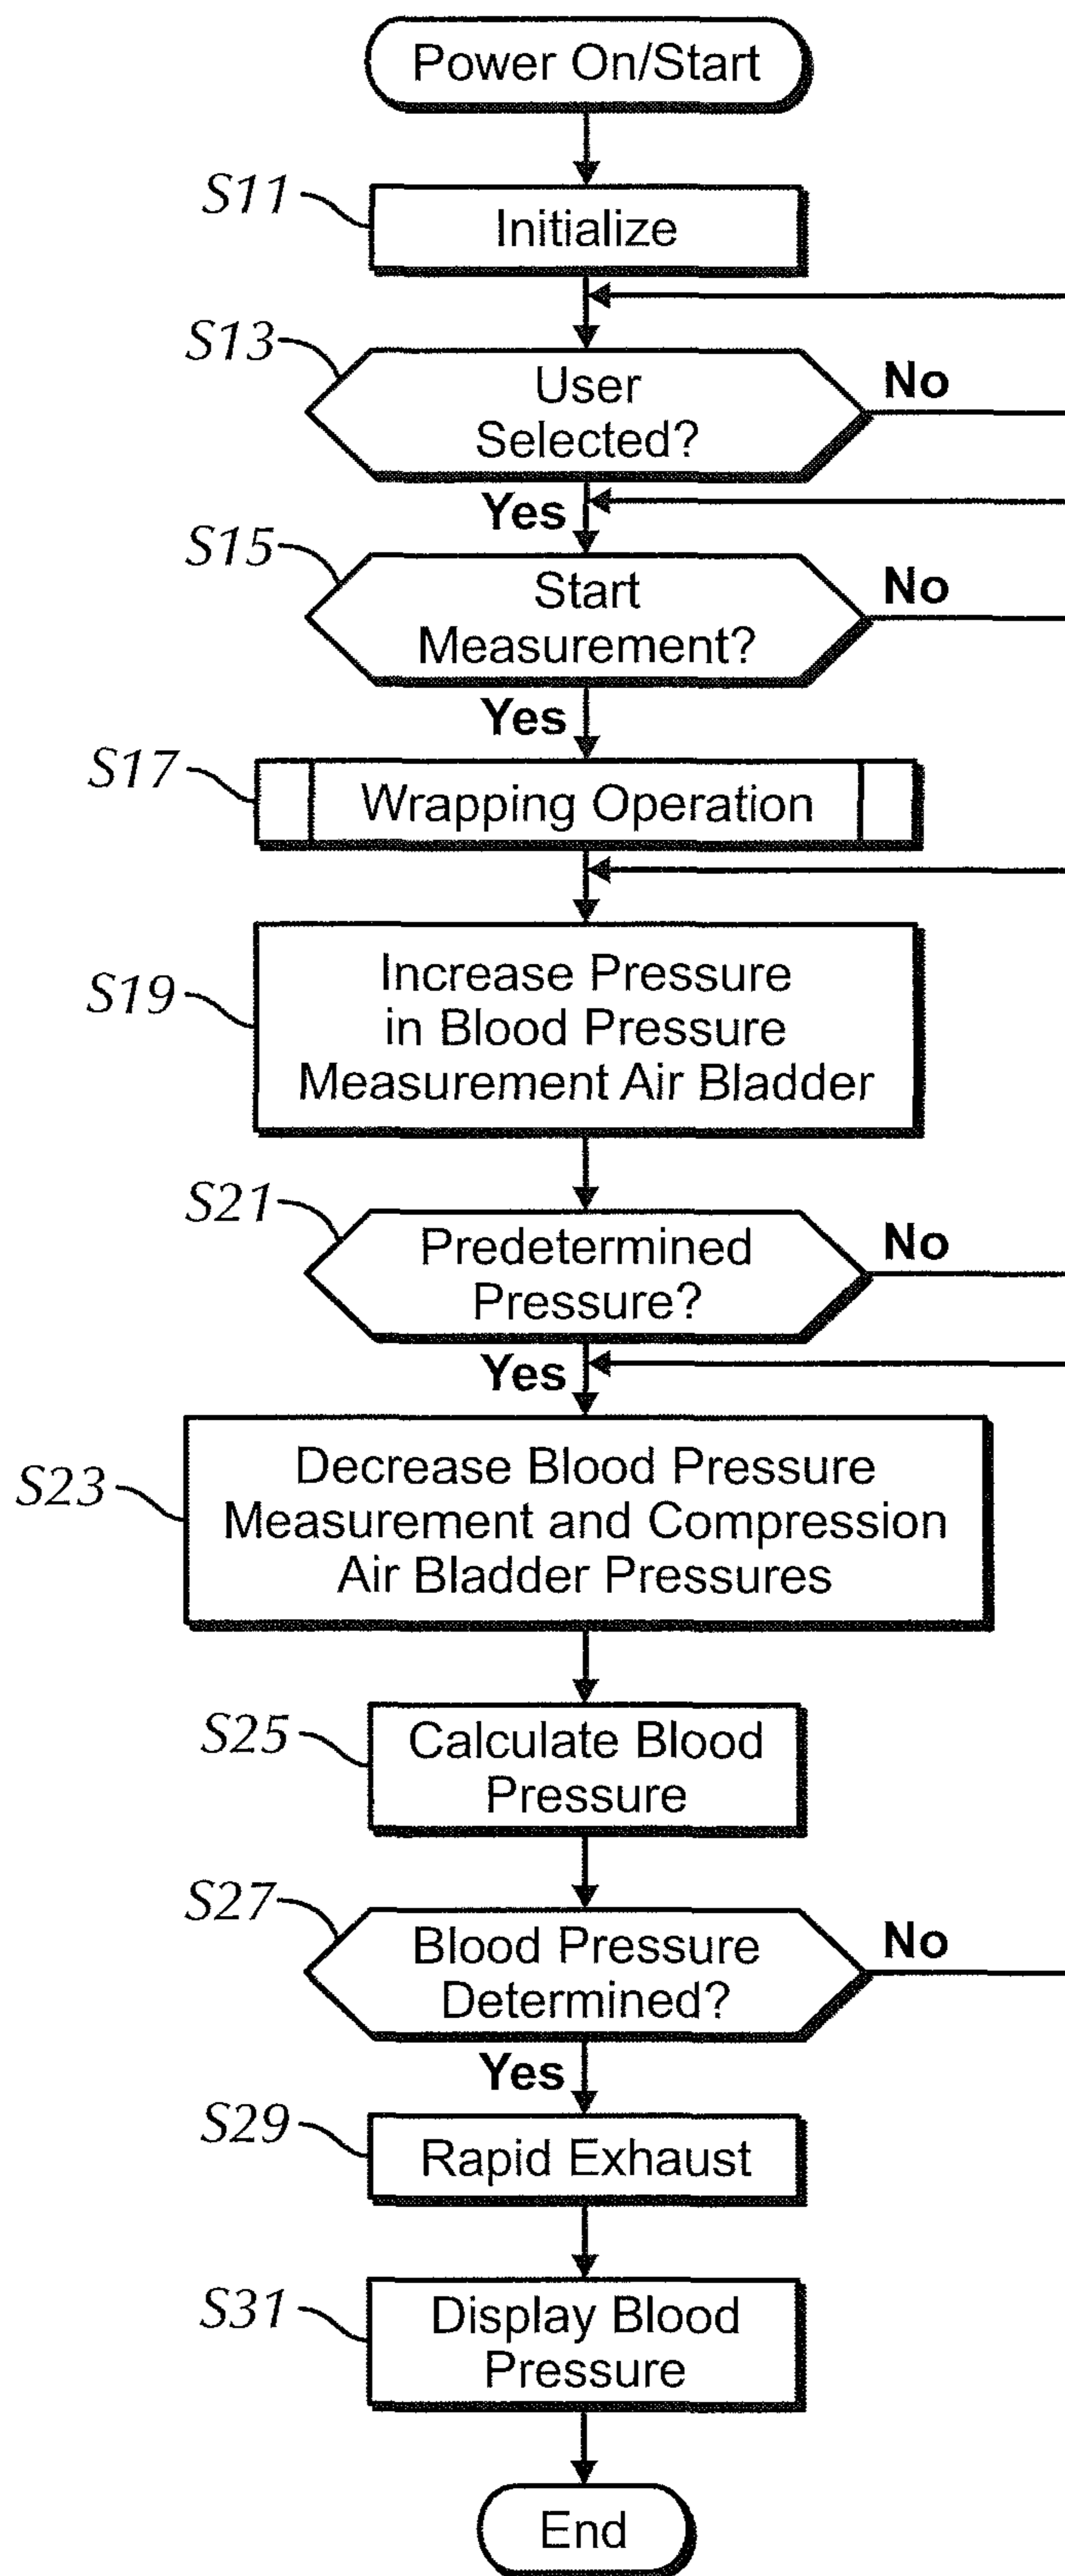 Power On/Start
S11
Initialize
S13
User
Selected?
No
Yes
S15
Start
Measurement?
No
Yes
S17
Wrapping Operation
S19
Increase Pressure
in Blood Pressure
Measurement Air Bladder
S21
Predetermined
Pressure?
No
Yes
S23
Decrease Blood Pressure
Measurement and Compression
Air Bladder Pressures
S25
Calculate Blood
Pressure
S27
Blood Pressure
Determined?
No
Yes
S29
Rapid Exhaust
S31
Display Blood
Pressure
End